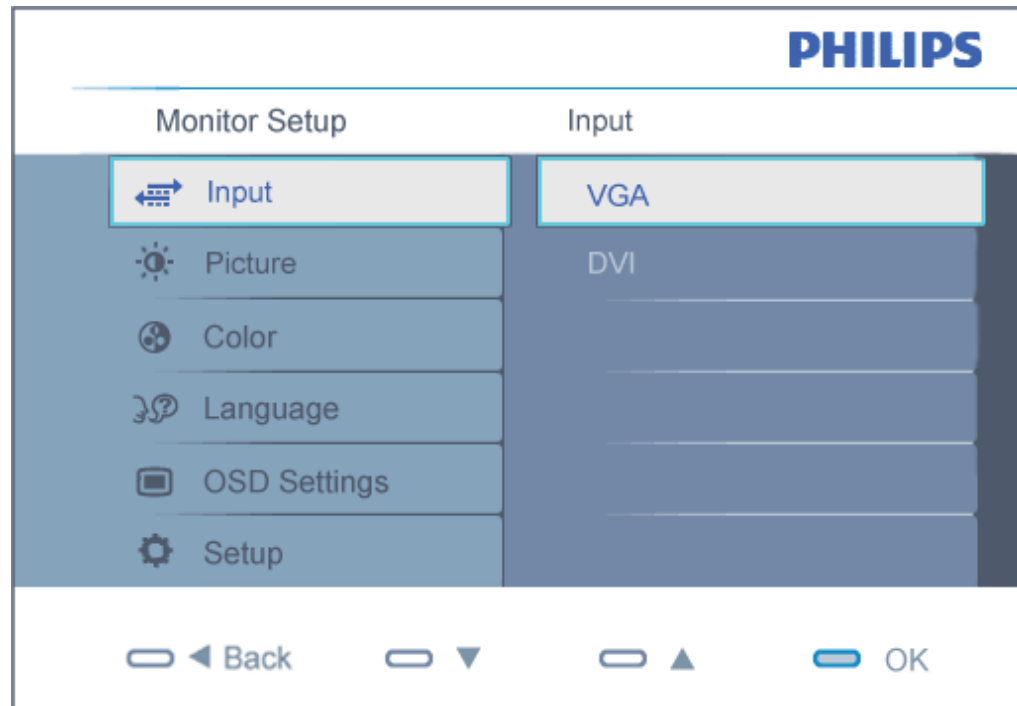 PHILIPS
Monitor Setup Input
Input VGA
Picture DVI
Color
Language
OSD Settings
Setup
Back OK